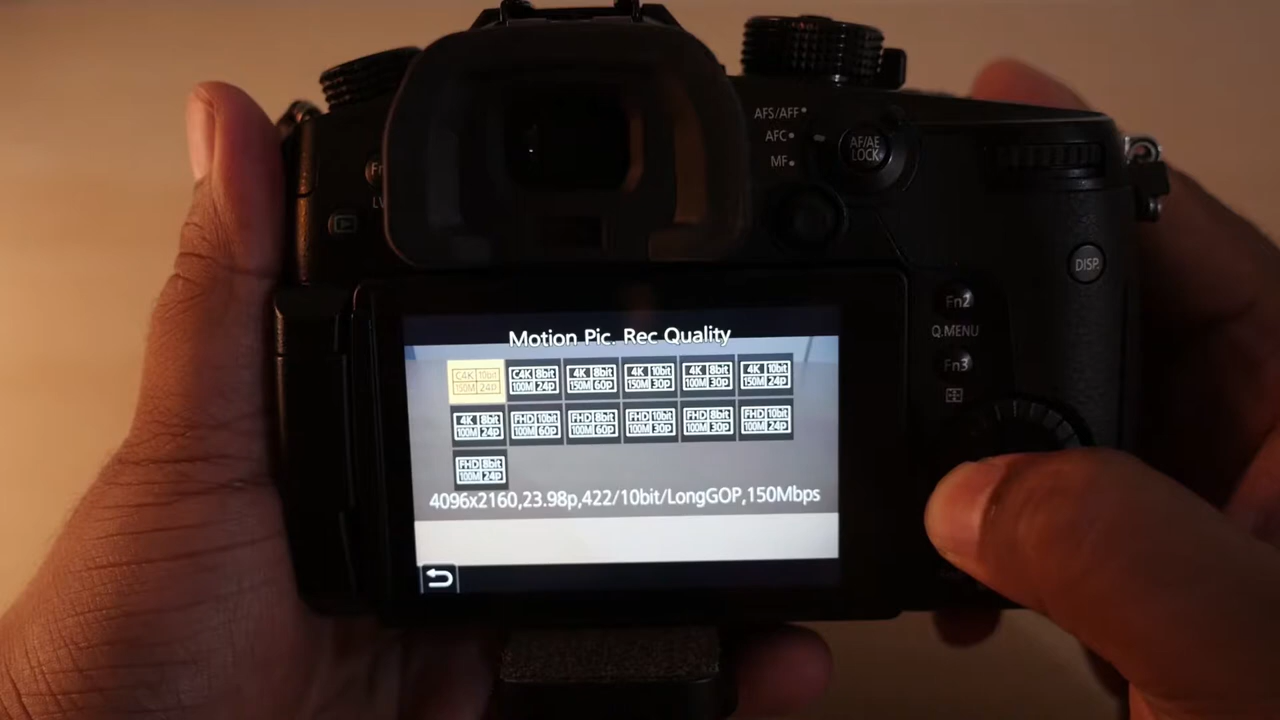 AFS/AFF
AFC
MF
AF/AE
LOCK
Fn
LV
DISP.
Fn2
Q.MENU
Fn3
Motion Pic. Rec Quality
C4K 10bit C4K 8bit 4K 8bit 4K 10bit 4K 8bit 4K 10bit
150M 24p 100M 24p 150M 60p 150M 30p 100M 30p 150M 24p
4K 8bit FHD 10bit FHD 8bit FHD 10bit FHD 8bit FHD 10bit
100M 24p 100M 60p 100M 60p 100M 30p 100M 30p 100M 24p
FHD 8bit
100M 24p
4096x2160,23.98p,422/10bit/LongGOP,150Mbps